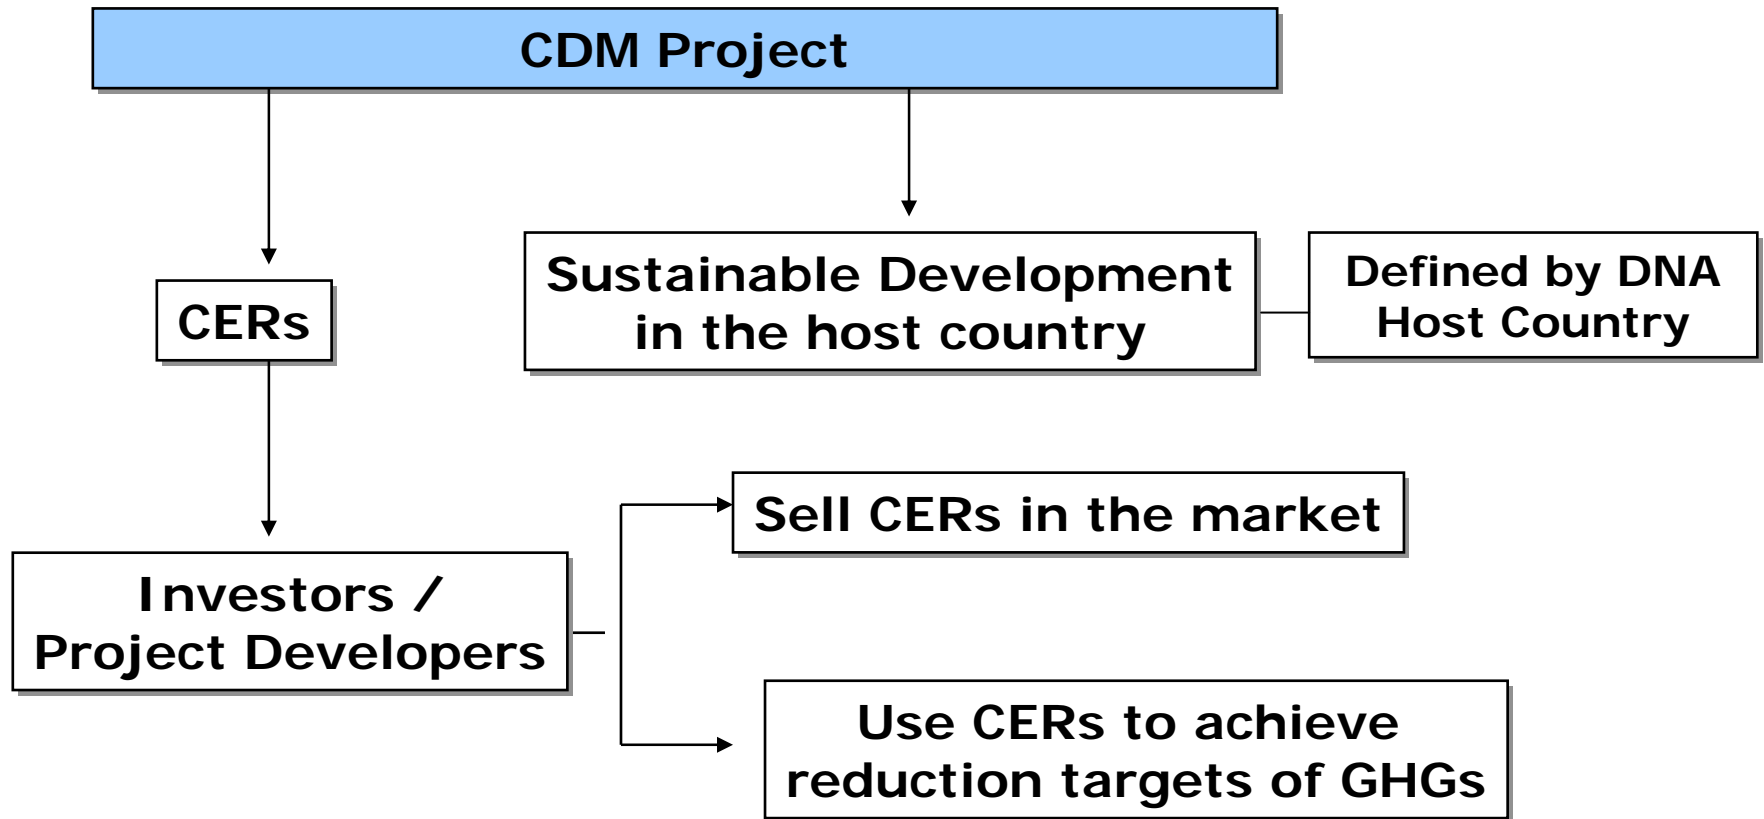 CDM Project
CERs
Sustainable Development
in the host country
Defined by DNA
Host Country
Investors /
Project Developers
Sell CERs in the market
Use CERs to achieve
reduction targets of GHGs